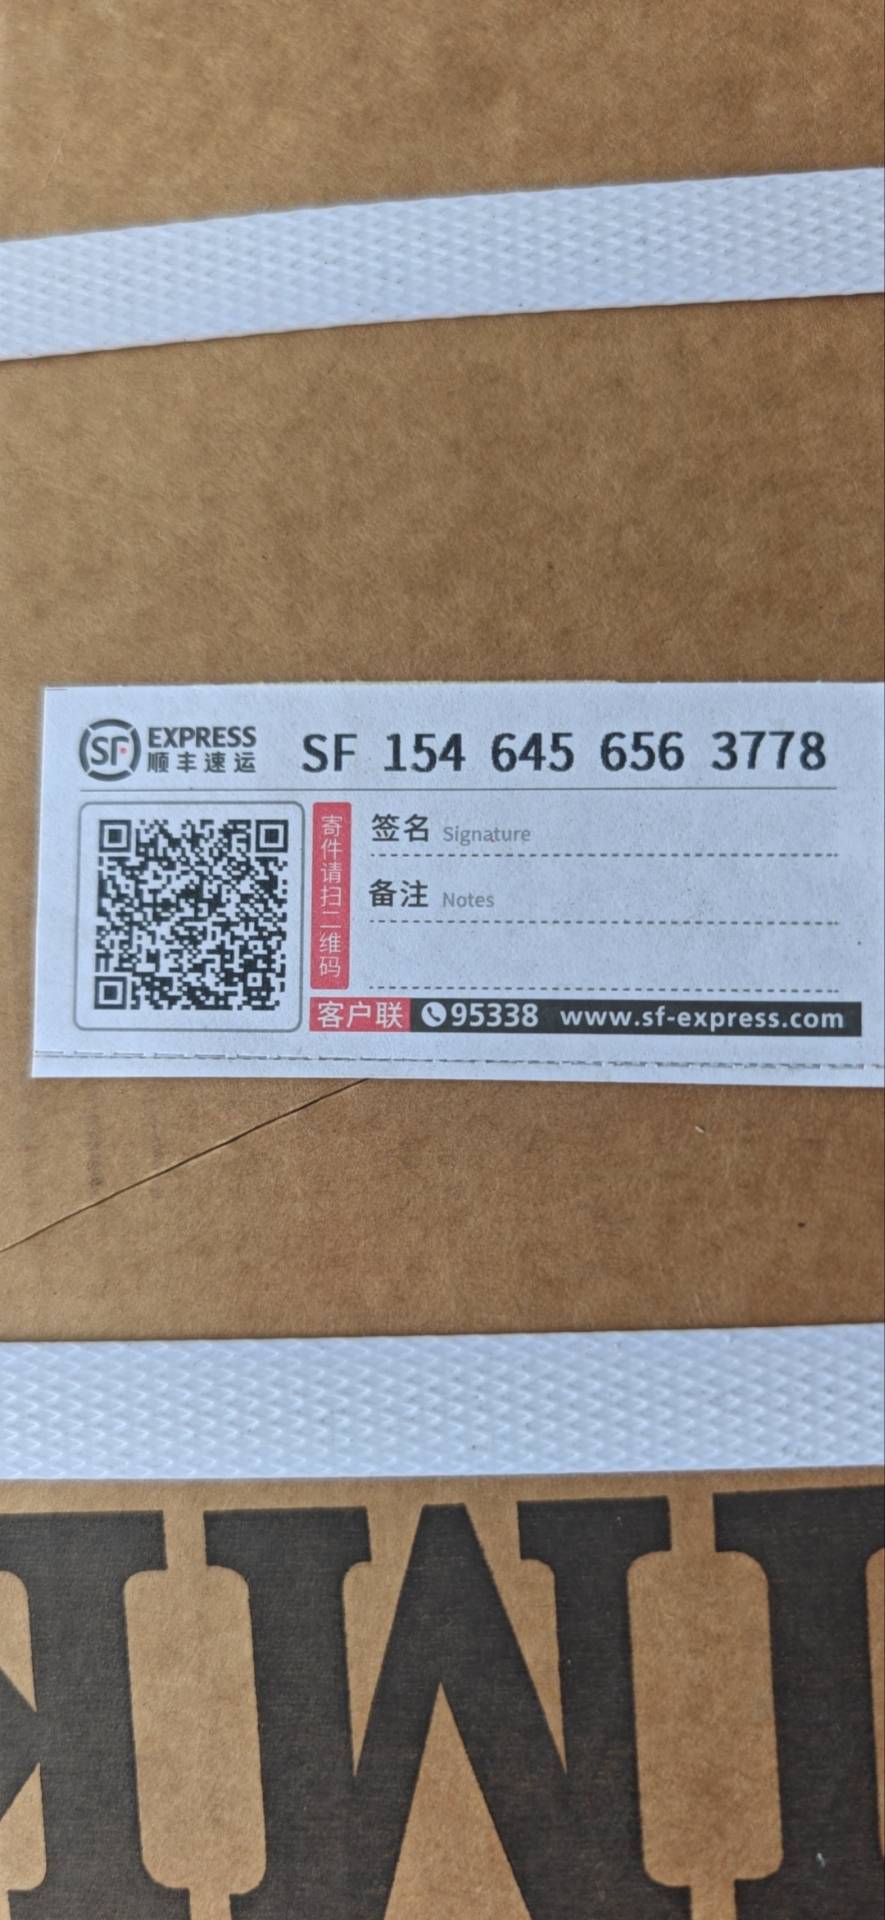 SF EXPRESS
顺丰速运
SF 154 645 656 3778
寄件请扫二维码
签名 Signature
备注 Notes
客户联 95338 www.sf-express.com